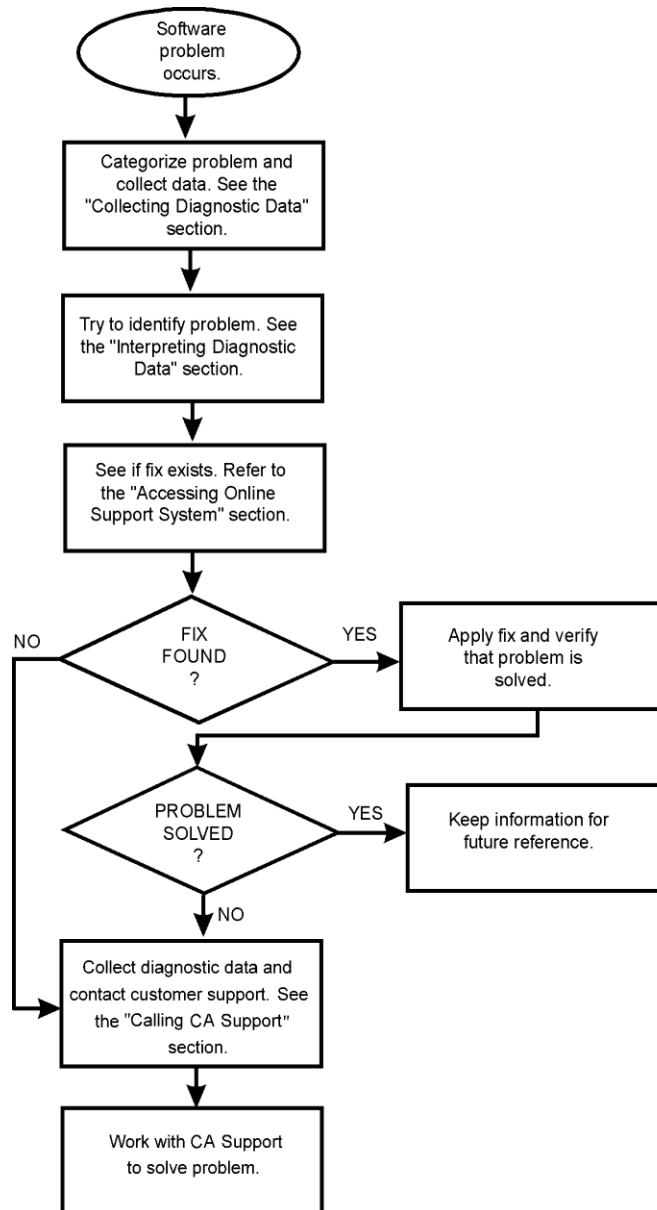 Software
problem
occurs.
Categorize problem and
collect data. See the
"Collecting Diagnostic Data"
section.
Try to identify problem. See
the "Interpreting Diagnostic
Data" section.
See if fix exists. Refer to
the "Accessing Online
Support System" section.
NO
FIX
FOUND
?
YES
Apply fix and verify
that problem is
solved.
PROBLEM
SOLVED
?
YES
Keep information for
future reference.
NO
Collect diagnostic data and
contact customer support. See
the "Calling CA Support"
section.
Work with CA Support
to solve problem.